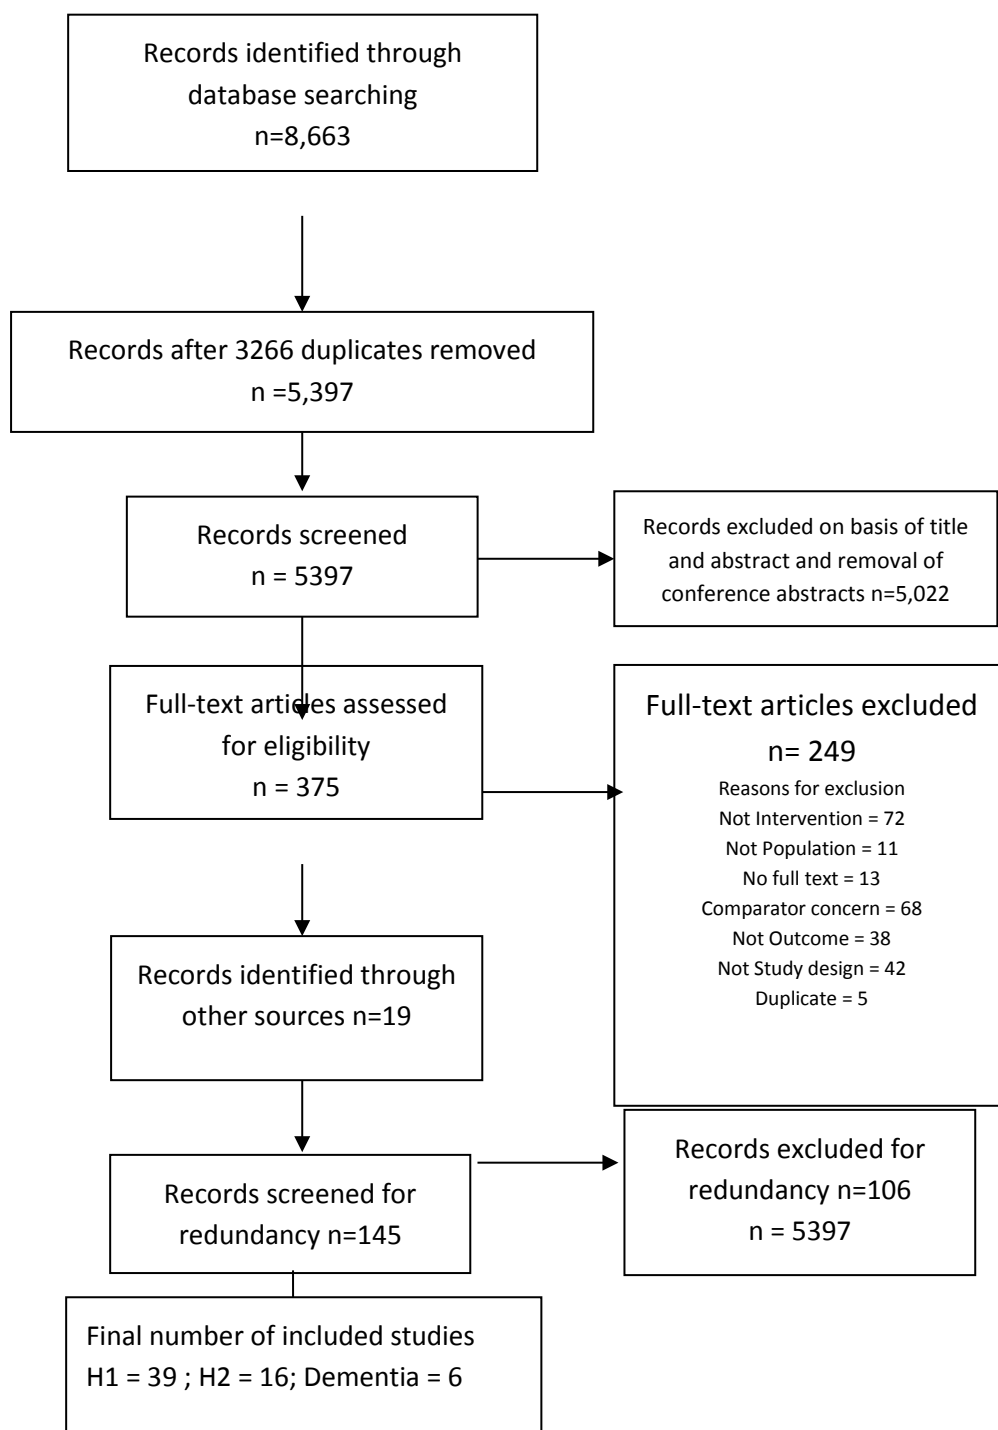 Records identified through
database searching
n=8,663
Records after 3266 duplicates removed
n =5,397
Records screened
n = 5397
Records excluded on basis of title
and abstract and removal of
conference abstracts n=5,022
Full-text articles assessed
for eligibility
n = 375
Full-text articles excluded
n= 249
Reasons for exclusion
Not Intervention = 72
Not Population = 11
No full text = 13
Comparator concern = 68
Not Outcome = 38
Not Study design = 42
Duplicate = 5
Records identified through
other sources n=19
Records screened for
redundancy n=145
Records excluded for
redundancy n=106
n = 5397
Final number of included studies
H1 = 39 ; H2 = 16; Dementia = 6